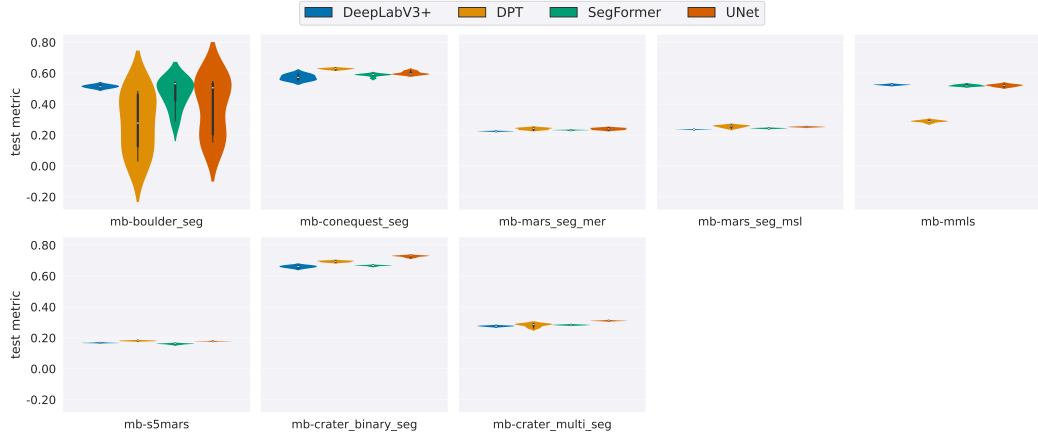 DeepLabV3+ DPT SegFormer UNet
test metric
0.80
0.60
0.40
0.20
0.00
-0.20
mb-boulder_seg mb-conequest_seg mb-mars_seg_mer mb-mars_seg_msl mb-mmls
test metric
0.80
0.60
0.40
0.20
0.00
-0.20
mb-s5mars mb-crater_binary_seg mb-crater_multi_seg